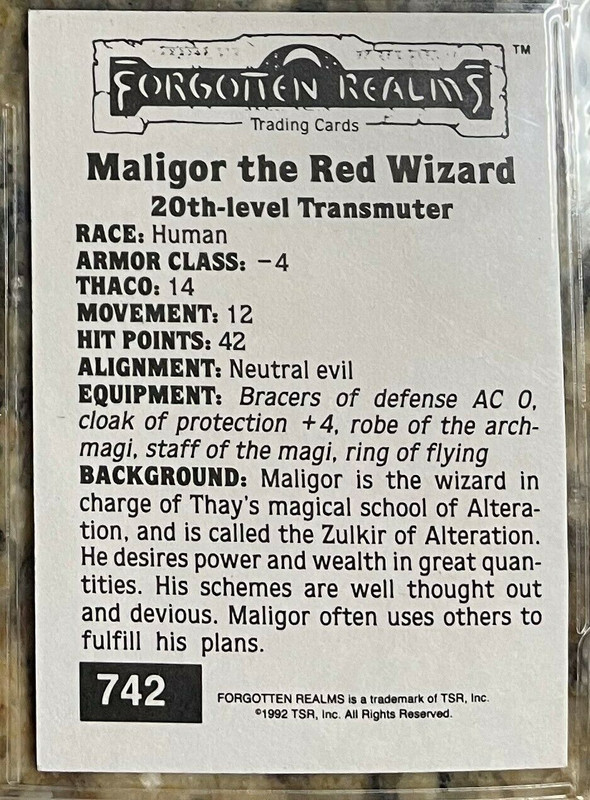 FORGOTTEN REALMS ™
Trading Cards
Maligor the Red Wizard
20th-level Transmuter
RACE: Human
ARMOR CLASS: −4
THACO: 14
MOVEMENT: 12
HIT POINTS: 42
ALIGNMENT: Neutral evil
EQUIPMENT: Bracers of defense AC 0,
cloak of protection +4, robe of the arch-
magi, staff of the magi, ring of flying
BACKGROUND: Maligor is the wizard in
charge of Thay's magical school of Altera-
tion, and is called the Zulkir of Alteration.
He desires power and wealth in great quan-
tities. His schemes are well thought out
and devious. Maligor often uses others to
fulfill his plans.
742
FORGOTTEN REALMS is a trademark of TSR, Inc.
©1992 TSR, Inc. All Rights Reserved.